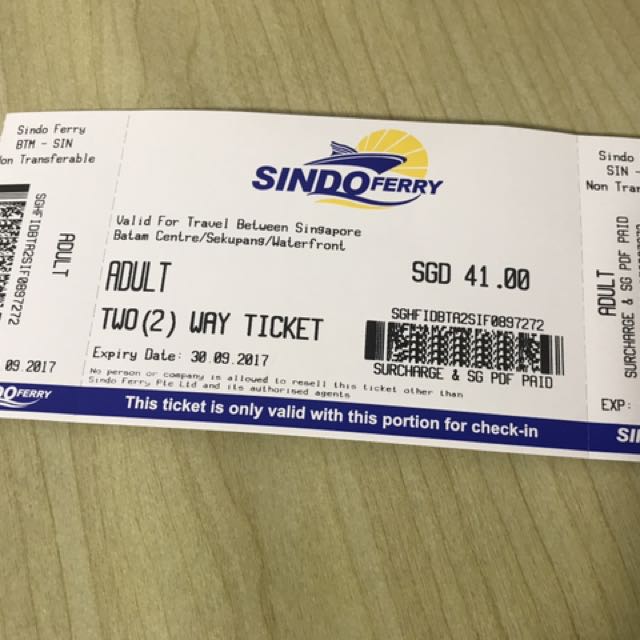 Sindo Ferry
BTM - SIN
Non Transferable
SGHFIDBTA2SIF0897272
ADULT
.09.2017
SINDO FERRY
Valid For Travel Between Singapore
Batam Centre/Sekupang/Waterfront
ADULT
SGD 41.00
TWO(2) WAY TICKET
SGHFIDBTA2SIF0897272
SURCHARGE & SG PDF PAID
Expiry Date: 30.09.2017
No person or company is allowed to resell this ticket other than
Sindo Ferry Pte Ltd and its authorised agents
This ticket is only valid with this portion for check-in
NDO FERRY
Sindo
SIN -
Non Tran
ADULT
SURCHARGE & SG PDF PAID
EXP:
SI